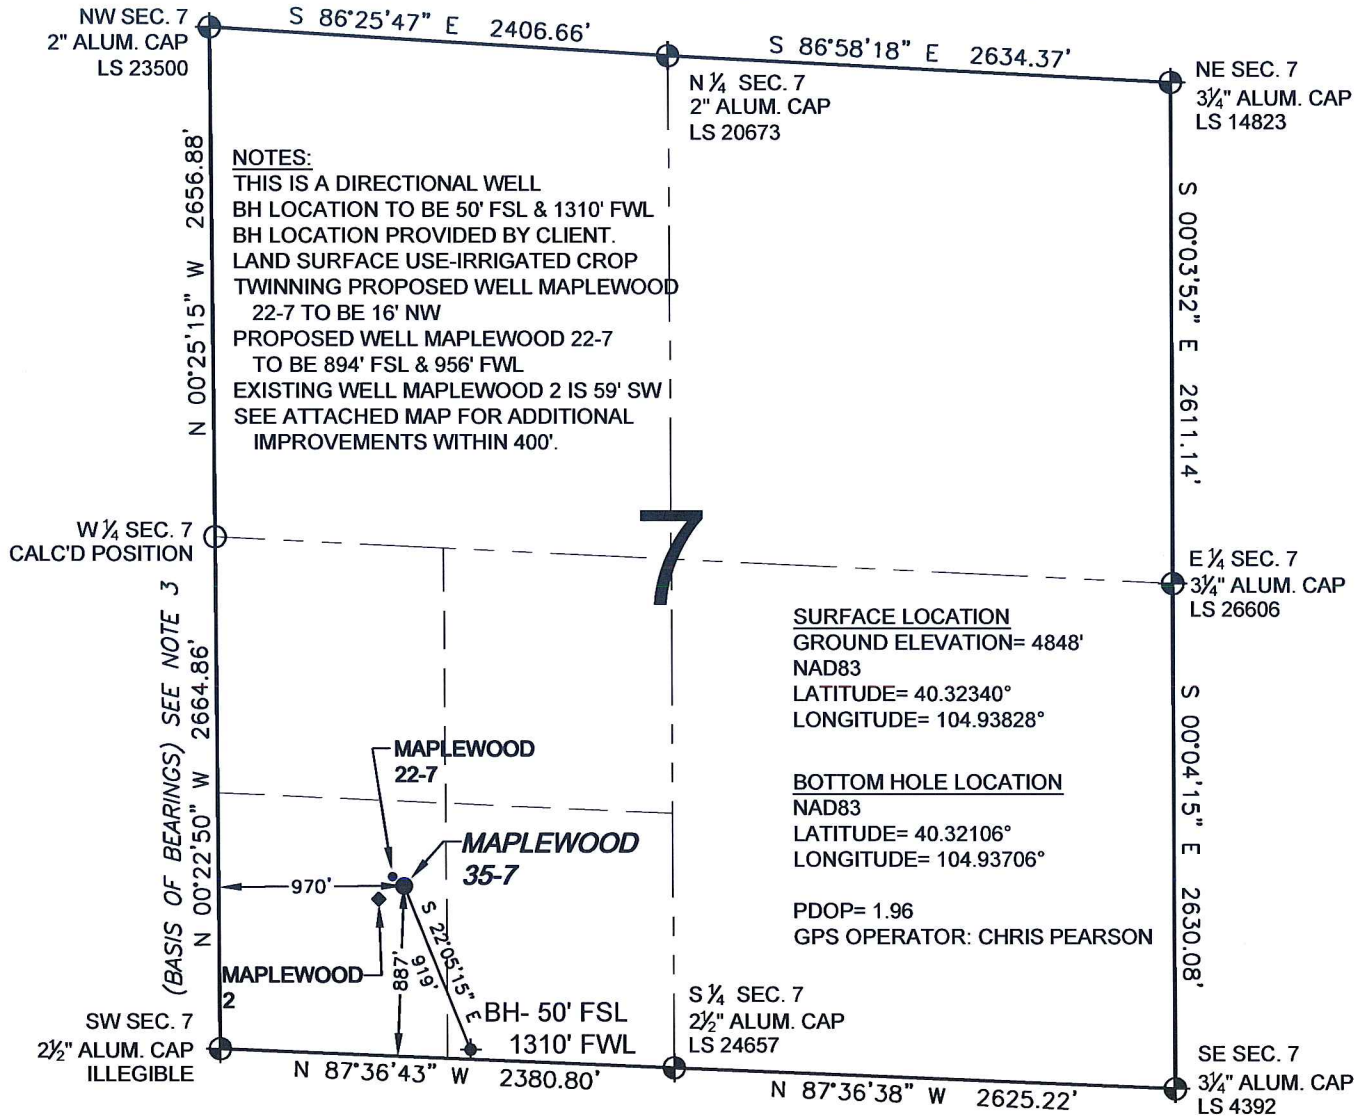 NW SEC. 7
2" ALUM. CAP
LS 23500
S 86°25'47" E 2406.66'
S 86°58'18" E 2634.37'
N ¼ SEC. 7
2" ALUM. CAP
LS 20673
NE SEC. 7
3¼" ALUM. CAP
LS 14823
N 00°25'15" W 2656.88'
NOTES:
THIS IS A DIRECTIONAL WELL
BH LOCATION TO BE 50' FSL & 1310' FWL
BH LOCATION PROVIDED BY CLIENT.
LAND SURFACE USE-IRRIGATED CROP
TWINNING PROPOSED WELL MAPLEWOOD
22-7 TO BE 16' NW
PROPOSED WELL MAPLEWOOD 22-7
TO BE 894' FSL & 956' FWL
EXISTING WELL MAPLEWOOD 2 IS 59' SW
SEE ATTACHED MAP FOR ADDITIONAL
IMPROVEMENTS WITHIN 400'.
S 00°03'52" E 2611.14'
7
W ¼ SEC. 7
CALC'D POSITION
E ¼ SEC. 7
3¼" ALUM. CAP
LS 26606
(BASIS OF BEARINGS) SEE NOTE 3
N 00°22'50" W 2664.86'
SURFACE LOCATION
GROUND ELEVATION= 4848'
NAD83
LATITUDE= 40.32340°
LONGITUDE= 104.93828°
BOTTOM HOLE LOCATION
NAD83
LATITUDE= 40.32106°
LONGITUDE= 104.93706°
PDOP= 1.96
GPS OPERATOR: CHRIS PEARSON
S 00°04'15" E 2630.08'
MAPLEWOOD
22-7
MAPLEWOOD
35-7
970'
887'
S 22°05'15" E
919'
MAPLEWOOD
2
BH- 50' FSL
1310' FWL
SW SEC. 7
2½" ALUM. CAP
ILLEGIBLE
N 87°36'43" W 2380.80'
S ¼ SEC. 7
2½" ALUM. CAP
LS 24657
N 87°36'38" W 2625.22'
SE SEC. 7
3¼" ALUM. CAP
LS 4392